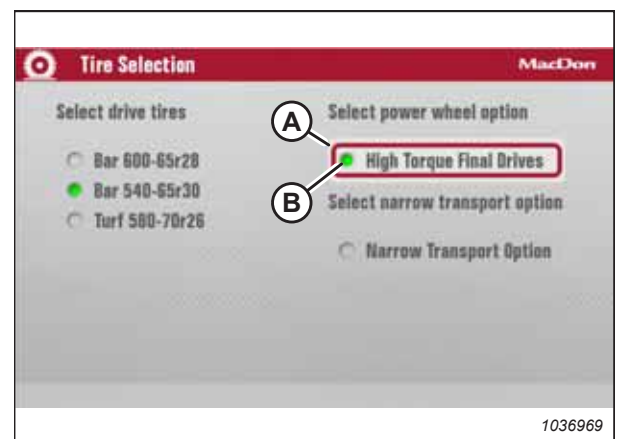 Tire Selection
MacDon
Select drive tires
Bar 600-65r28
Bar 540-65r30
Turf 580-70r26
Select power wheel option
High Torque Final Drives
Select narrow transport option
Narrow Transport Option
A
B
1036969